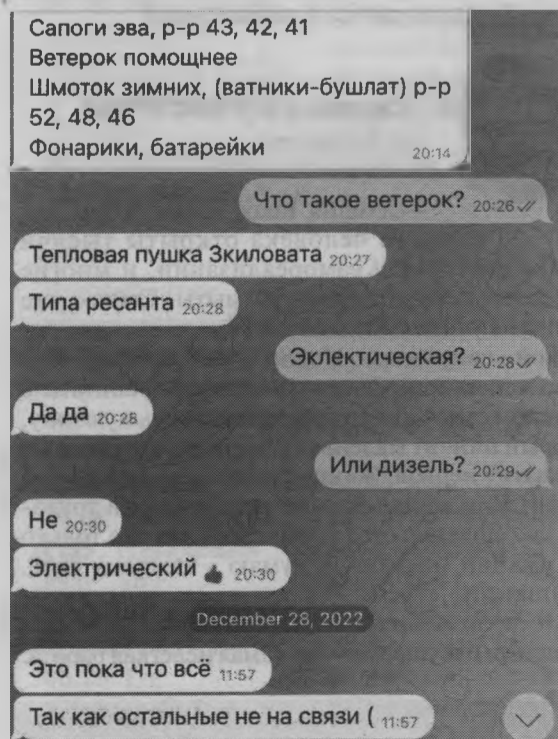 Сапоги эва, р-р 43, 42, 41
Ветерок помощнее
Шмоток зимних, (ватники-бушлат) р-р
52, 48, 46
Фонарики, батарейки
20:14
Что такое ветерок? 20:26
Тепловая пушка 3киловата 20:27
Типа ресанта 20:28
Эклектическая? 20:28
Да да 20:28
Или дизель? 20:29
Не 20:30
Электрический 👍 20:30
December 28, 2022
Это пока что всё 11:57
Так как остальные не на связи ( 11:57